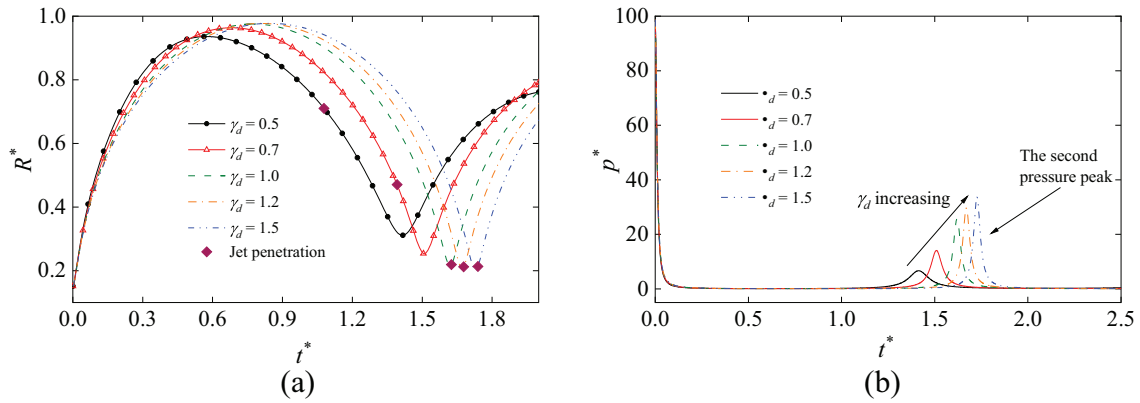 1.0
0.8
0.6
0.4
0.2
R*
γd = 0.5
γd = 0.7
γd = 1.0
γd = 1.2
γd = 1.5
Jet penetration
0.0 0.3 0.6 0.9 1.2 1.5 1.8
t*
(a)
100
80
60
40
20
0
p*
•d = 0.5
•d = 0.7
•d = 1.0
•d = 1.2
•d = 1.5
The second
pressure peak
γd increasing
0.0 0.5 1.0 1.5 2.0 2.5
t*
(b)